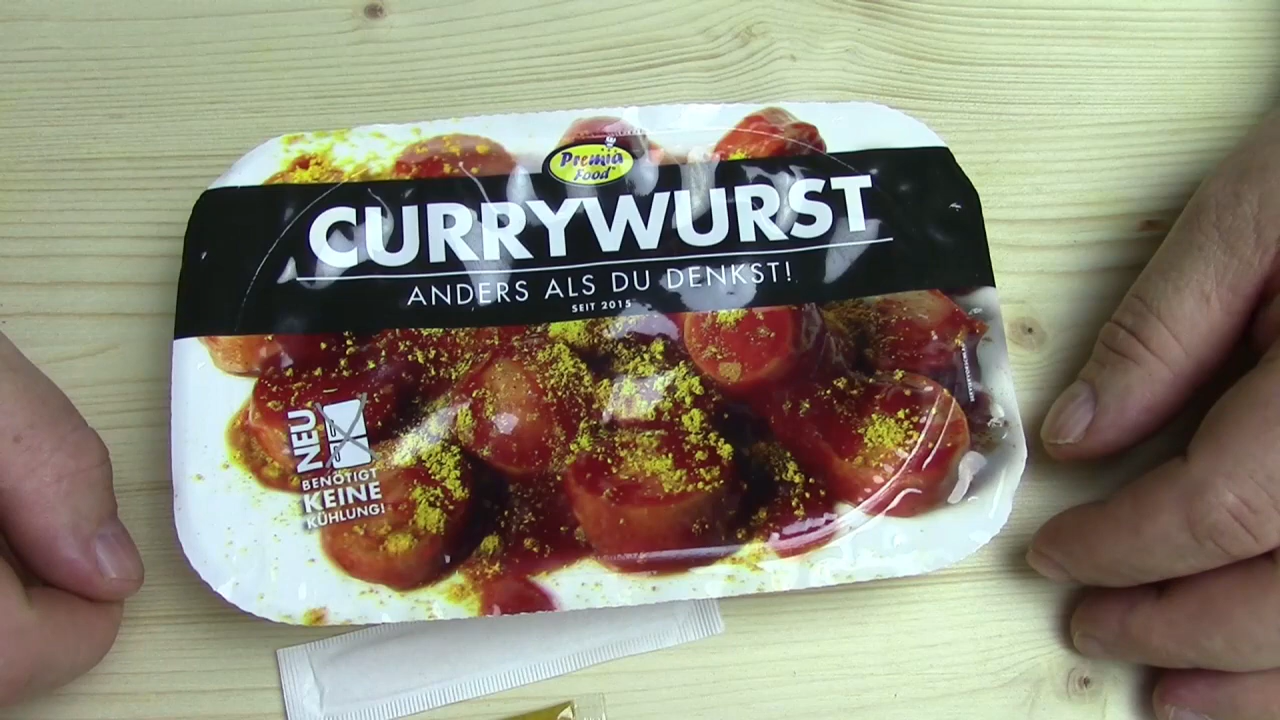 Premia
Food
CURRYWURST
ANDERS ALS DU DENKST!
SEIT 2015
NEU
BENÖTIGT
KEINE
KÜHLUNG!